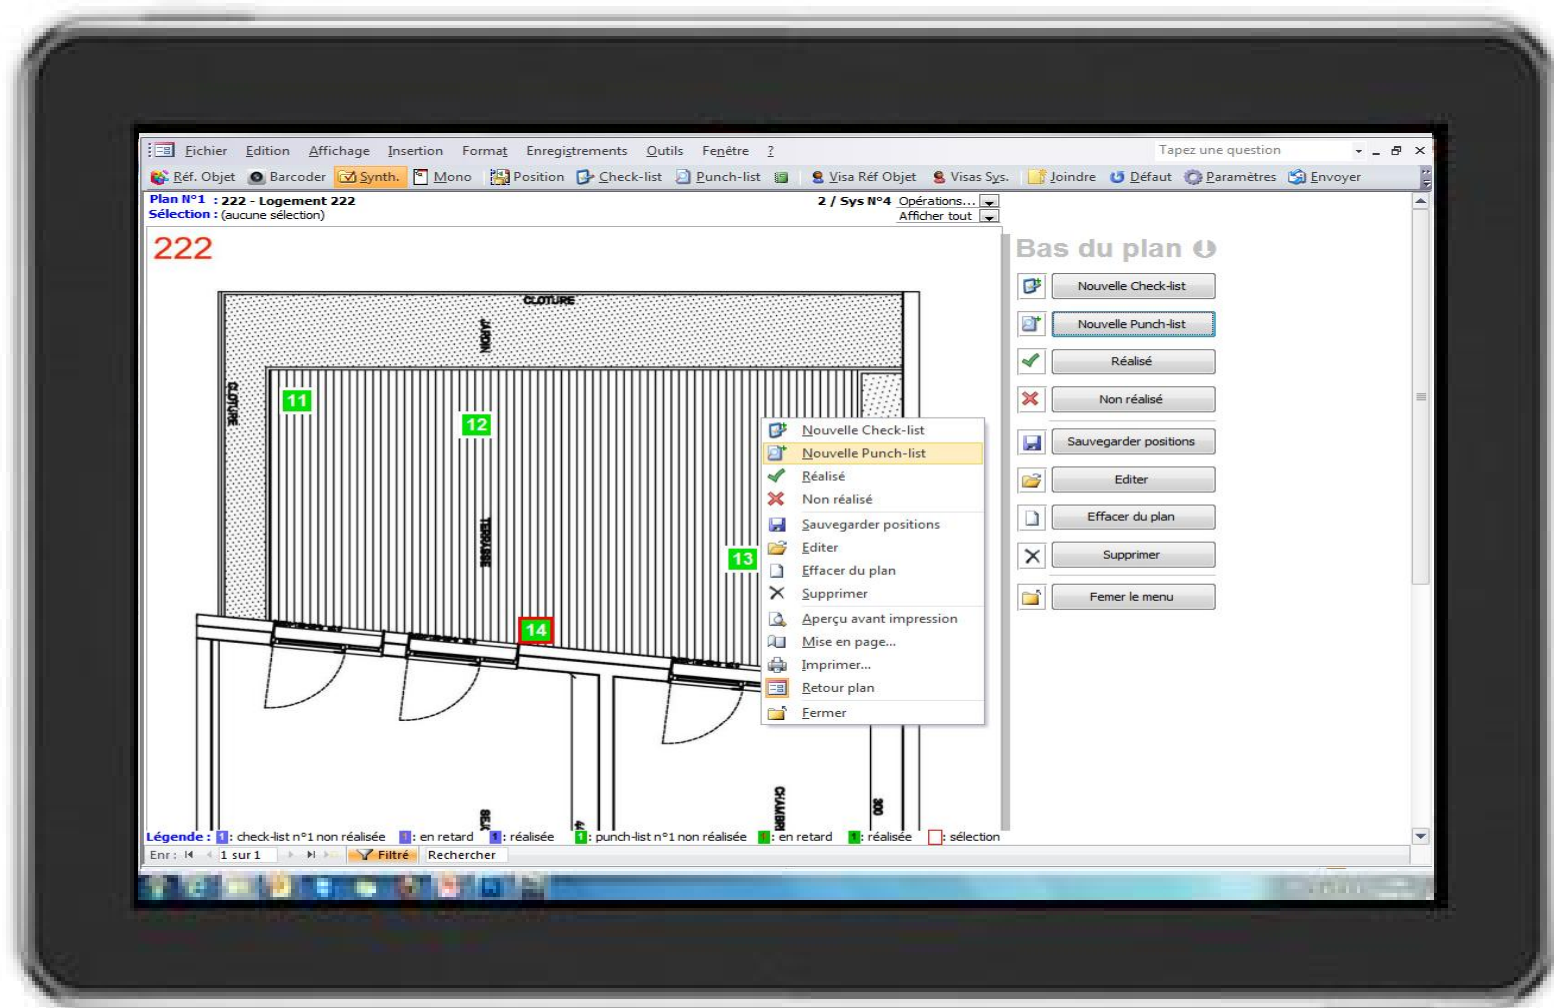 Fichier Edition Affichage Insertion Format Enregistrements Outils Fenêtre ? Tapez une question
Réf. Objet Barcoder Synth. Mono Position Check-list Punch-list Visa Réf Objet Visas Sys. Joindre Défaut Paramètres Envoyer
Plan N°1 : 222 - Logement 222 2 / Sys N°4 Opérations...
Sélection : (aucune sélection) Afficher tout
222
Bas du plan
Nouvelle Check-list
Nouvelle Punch-list
Réalisé
Non réalisé
Sauvegarder positions
Editer
Effacer du plan
Supprimer
Femer le menu
CLOTURE
JARDIN
CLOTURE
11
12
TERRASSE
13
14
Nouvelle Check-list
Nouvelle Punch-list
Réalisé
Non réalisé
Sauvegarder positions
Editer
Effacer du plan
Supprimer
Aperçu avant impression
Mise en page...
Imprimer...
Retour plan
Fermer
300
Légende : 1 : check-list n°1 non réalisée 1 : en retard 1 : réalisée 1 : punch-list n°1 non réalisée 1 : en retard 1 : réalisée : sélection
Enr : 1 sur 1 Filtré Rechercher